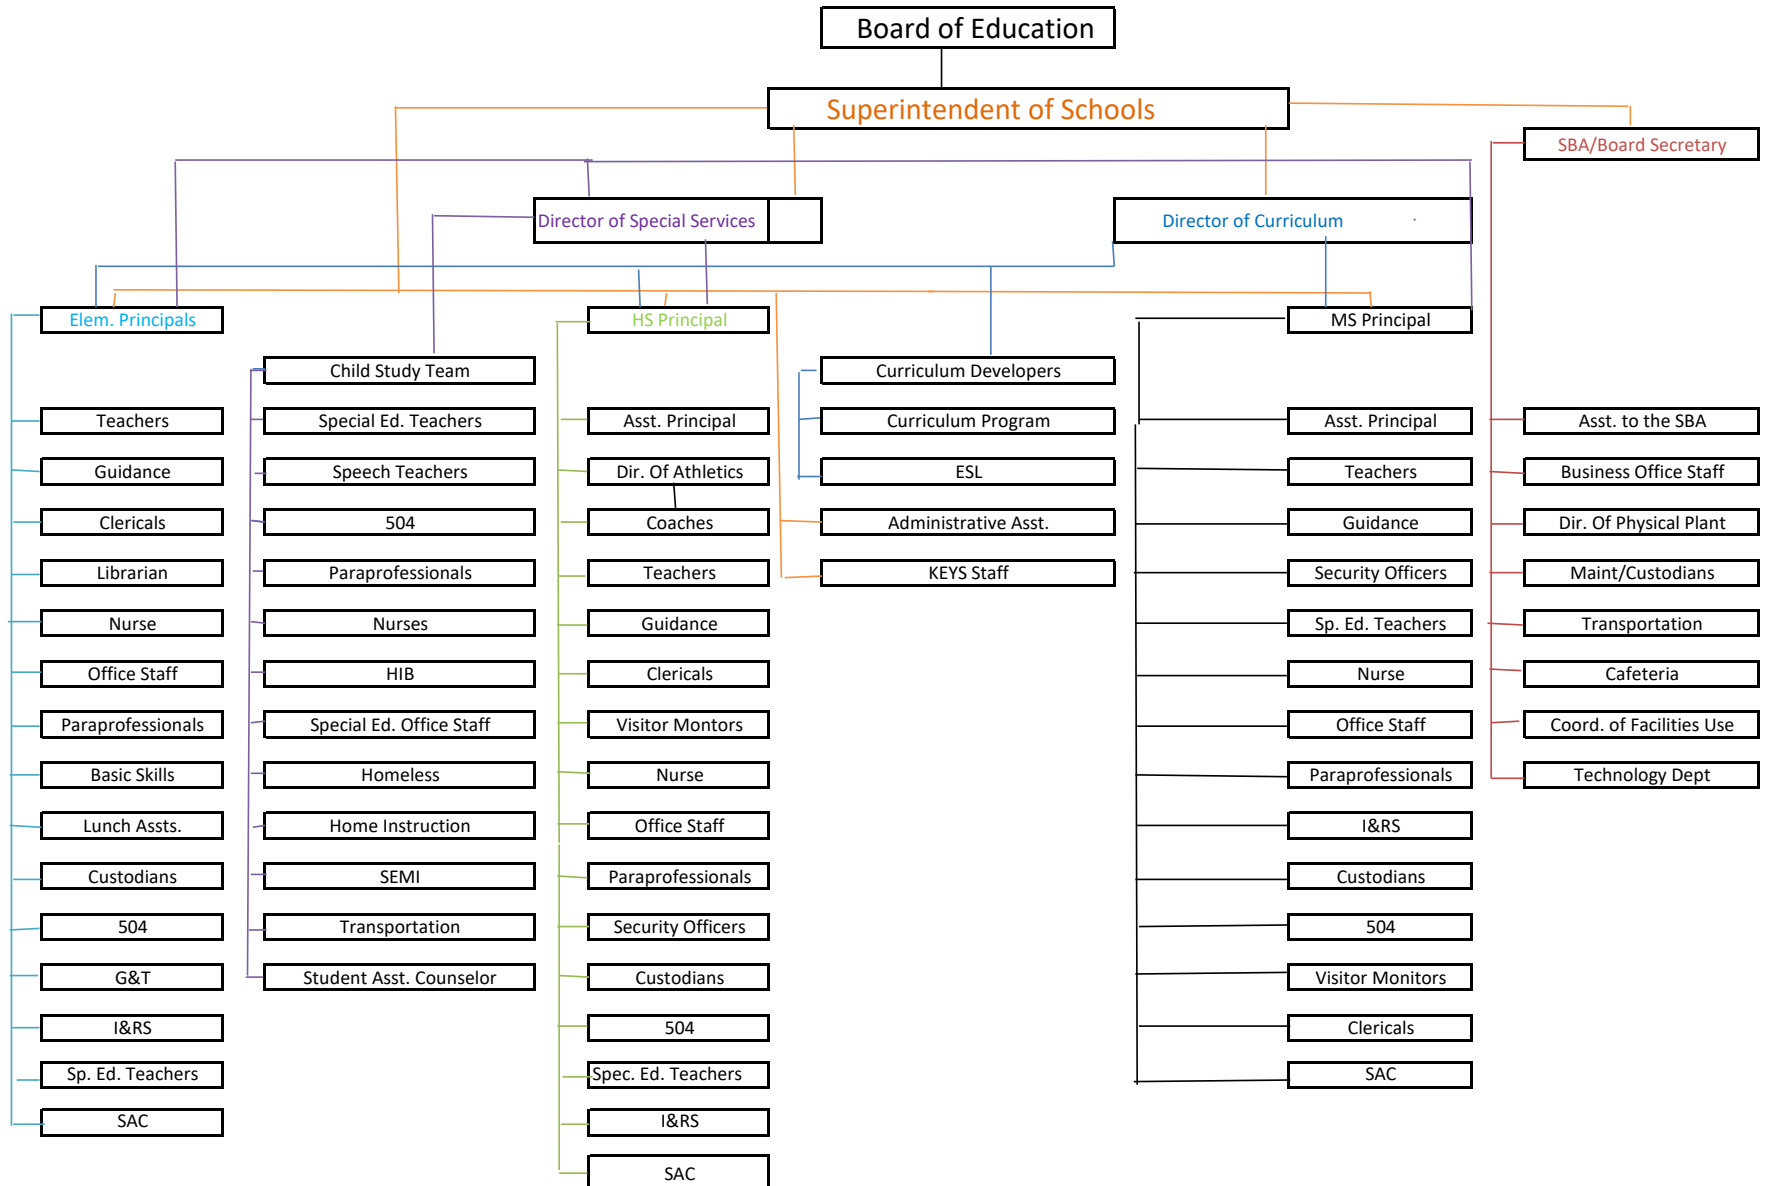 Board of Education
Superintendent of Schools
SBA/Board Secretary
Director of Special Services
Director of Curriculum
Elem. Principals
HS Principal
MS Principal
Child Study Team
Curriculum Developers
Teachers
Special Ed. Teachers
Asst. Principal
Curriculum Program
Asst. Principal
Asst. to the SBA
Guidance
Speech Teachers
Dir. Of Athletics
ESL
Teachers
Business Office Staff
Clericals
504
Coaches
Administrative Asst.
Guidance
Dir. Of Physical Plant
Librarian
Paraprofessionals
Teachers
KEYS Staff
Security Officers
Maint/Custodians
Nurse
Nurses
Guidance
Sp. Ed. Teachers
Transportation
Office Staff
HIB
Clericals
Nurse
Cafeteria
Paraprofessionals
Special Ed. Office Staff
Visitor Montors
Office Staff
Coord. of Facilities Use
Basic Skills
Homeless
Nurse
Paraprofessionals
Technology Dept
Lunch Assts.
Home Instruction
Office Staff
I&RS
Custodians
SEMI
Paraprofessionals
Custodians
504
Transportation
Security Officers
504
G&T
Student Asst. Counselor
Custodians
Visitor Monitors
I&RS
504
Clericals
Sp. Ed. Teachers
Spec. Ed. Teachers
SAC
SAC
I&RS
SAC